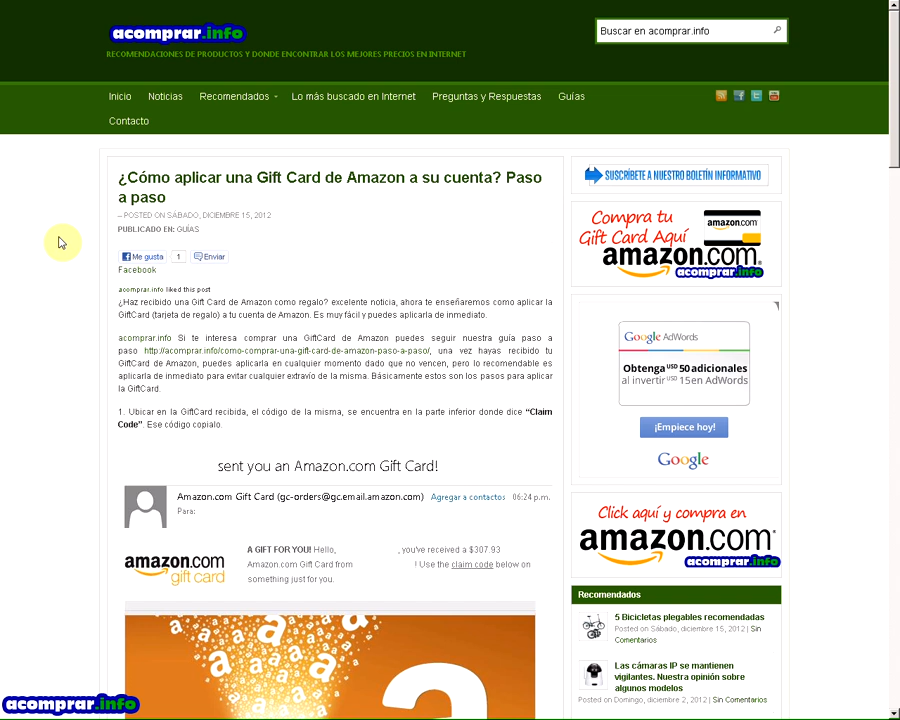 acomprar.info
RECOMENDACIONES DE PRODUCTOS Y DONDE ENCONTRAR LOS MEJORES PRECIOS EN INTERNET
Buscar en acomprar.info
Inicio Noticias Recomendados Lo más buscado en Internet Preguntas y Respuestas Guías
Contacto
¿Cómo aplicar una Gift Card de Amazon a su cuenta? Paso
a paso
– POSTED ON SÁBADO, DICIEMBRE 15, 2012
PUBLICADO EN: GUÍAS
Me gusta 1 Enviar
Facebook
acomprar.info liked this post
¿Haz recibido una Gift Card de Amazon como regalo? excelente noticia, ahora te enseñaremos como aplicar la
GiftCard (tarjeta de regalo) a tu cuenta de Amazon. Es muy fácil y puedes aplicarla de inmediato.
acomprar.info Si te interesa comprar una GiftCard de Amazon puedes seguir nuestra guía paso a
paso http://acomprar.info/como-comprar-una-gift-card-de-amazon-paso-a-paso/, una vez hayas recibido tu
GiftCard de Amazon, puedes aplicarla en cualquier momento dado que no vencen, pero lo recomendable es
aplicarla de inmediato para evitar cualquier extravío de la misma. Básicamente estos son los pasos para aplicar
la GiftCard.
1. Ubicar en la GiftCard recibida, el código de la misma, se encuentra en la parte inferior donde dice “Claim
Code”. Ese código copialo.
sent you an Amazon.com Gift Card!
Amazon.com Gift Card (gc-orders@gc.email.amazon.com) Agregar a contactos 06:24 p.m.
Para:
amazon.com
gift card
A GIFT FOR YOU! Hello, , you've received a $307.93
Amazon.com Gift Card from ! Use the claim code below on
something just for you.
SUSCRÍBETE A NUESTRO BOLETÍN INFORMATIVO
Compra tu
Gift Card Aquí
amazon.com
amazon.com
acomprar.info
Google AdWords
Obtenga USD 50 adicionales
al invertir USD 15 en AdWords
¡Empiece hoy!
Google
Click aquí y compra en
amazon.com
acomprar.info
Recomendados
5 Bicicletas plegables recomendadas
Posted on Sábado, diciembre 15, 2012 | Sin
Comentarios
Las cámaras IP se mantienen
vigilantes. Nuestra opinión sobre
algunos modelos
Posted on Domingo, diciembre 2, 2012 | Sin Comentarios
acomprar.info